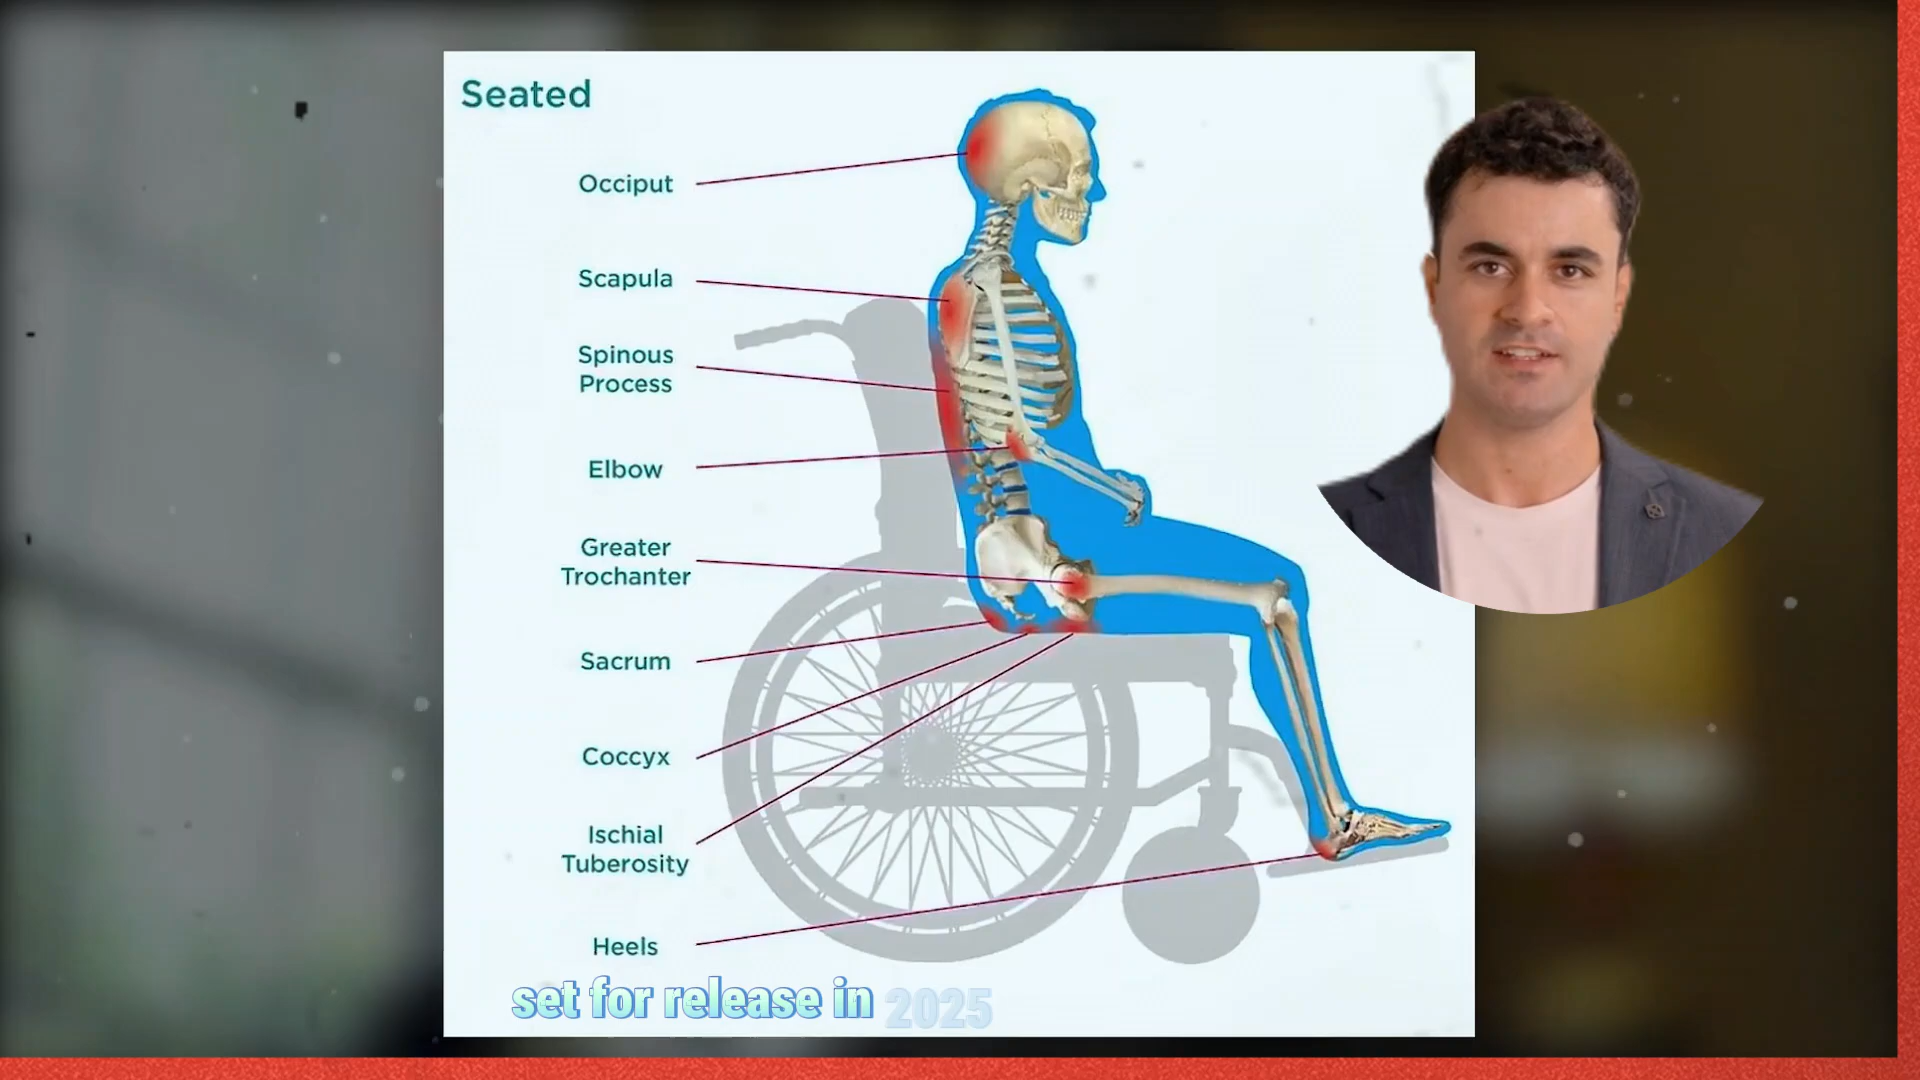 Seated
Occiput
Scapula
Spinous
Process
Elbow
Greater
Trochanter
Sacrum
Coccyx
Ischial
Tuberosity
Heels
set for release in 2025